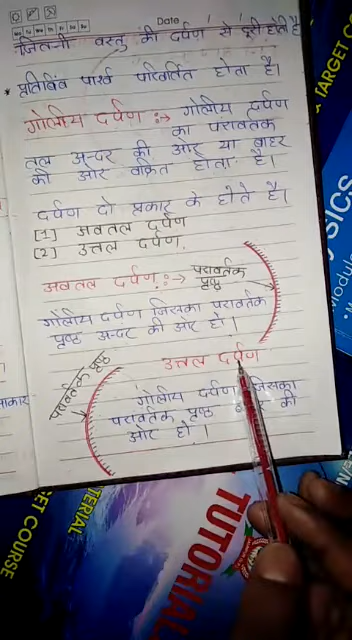 Date
जितनी वस्तु की दर्पण से दूरी होती है
* प्रतिबिंब पार्श्व परिवर्तित होता है।
गोलीय दर्पण :→ गोलीय दर्पण
का परावर्तक
तल अन्दर की ओर या बाहर
की ओर वक्रित होता है।
दर्पण दो प्रकार के होते है।
[1] अवतल दर्पण
[2] उत्तल दर्पण.
अवतल दर्पण :→ परावर्तक
पृष्ठ
गोलीय दर्पण जिसका परावर्तक
पृष्ठ अन्दर की ओर हो।
परावर्तक पृष्ठ
उत्तल दर्पण
गोलीय दर्पण जिसका
परावर्तक पृष्ठ की
ओर हो।
TARGET CO
SICS
Module
GET COURSE
TERIAL
TUTORIAL